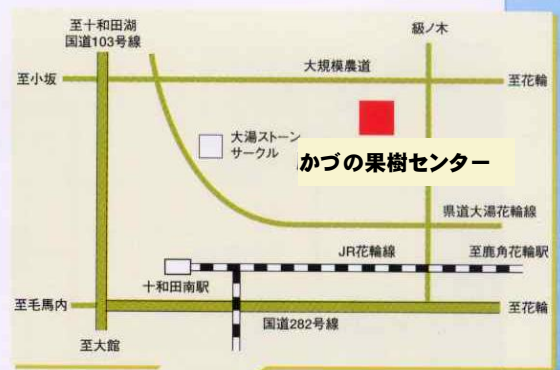 至十和田湖
国道103号線
級ノ木
大規模農道
至小坂
至花輪
大湯ストーン
サークル
かづの果樹センター
県道大湯花輪線
JR花輪線
至鹿角花輪駅
十和田南駅
至毛馬内
至花輪
国道282号線
至大館